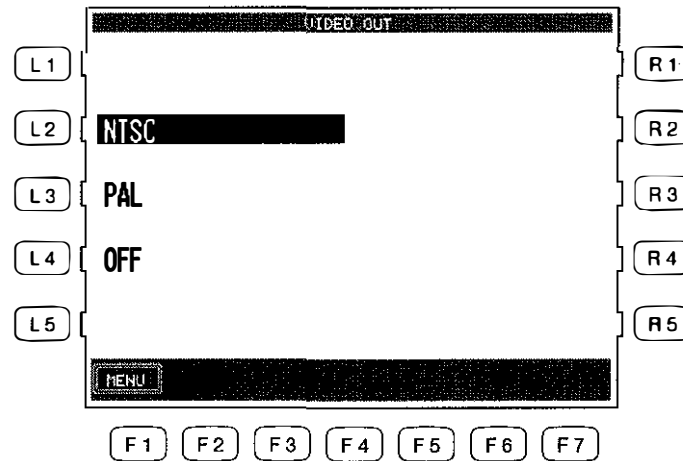 VIDEO OUT
L1 R1
L2 NTSC R2
L3 PAL R3
L4 OFF R4
L5 R5
MENU
F1 F2 F3 F4 F5 F6 F7